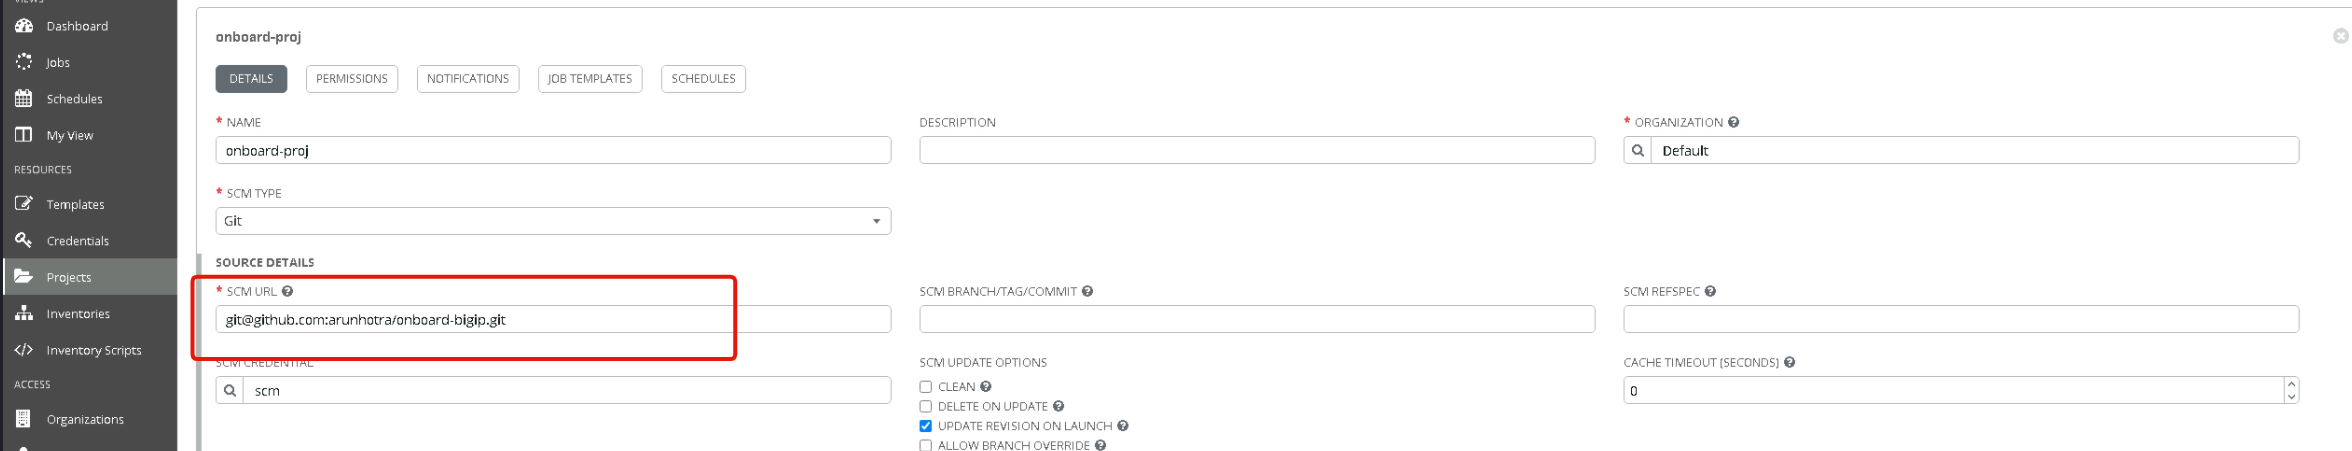 VIEWS
Dashboard
Jobs
Schedules
My View
RESOURCES
Templates
Credentials
Projects
Inventories
Inventory Scripts
ACCESS
Organizations
onboard-proj
DETAILS
PERMISSIONS
NOTIFICATIONS
JOB TEMPLATES
SCHEDULES
* NAME
onboard-proj
DESCRIPTION
* ORGANIZATION
Default
* SCM TYPE
Git
SOURCE DETAILS
* SCM URL
git@github.com:arunhotra/onboard-bigip.git
SCM BRANCH/TAG/COMMIT
SCM REFSPEC
SCM CREDENTIAL
scm
SCM UPDATE OPTIONS
CLEAN
DELETE ON UPDATE
UPDATE REVISION ON LAUNCH
ALLOW BRANCH OVERRIDE
CACHE TIMEOUT (SECONDS)
0